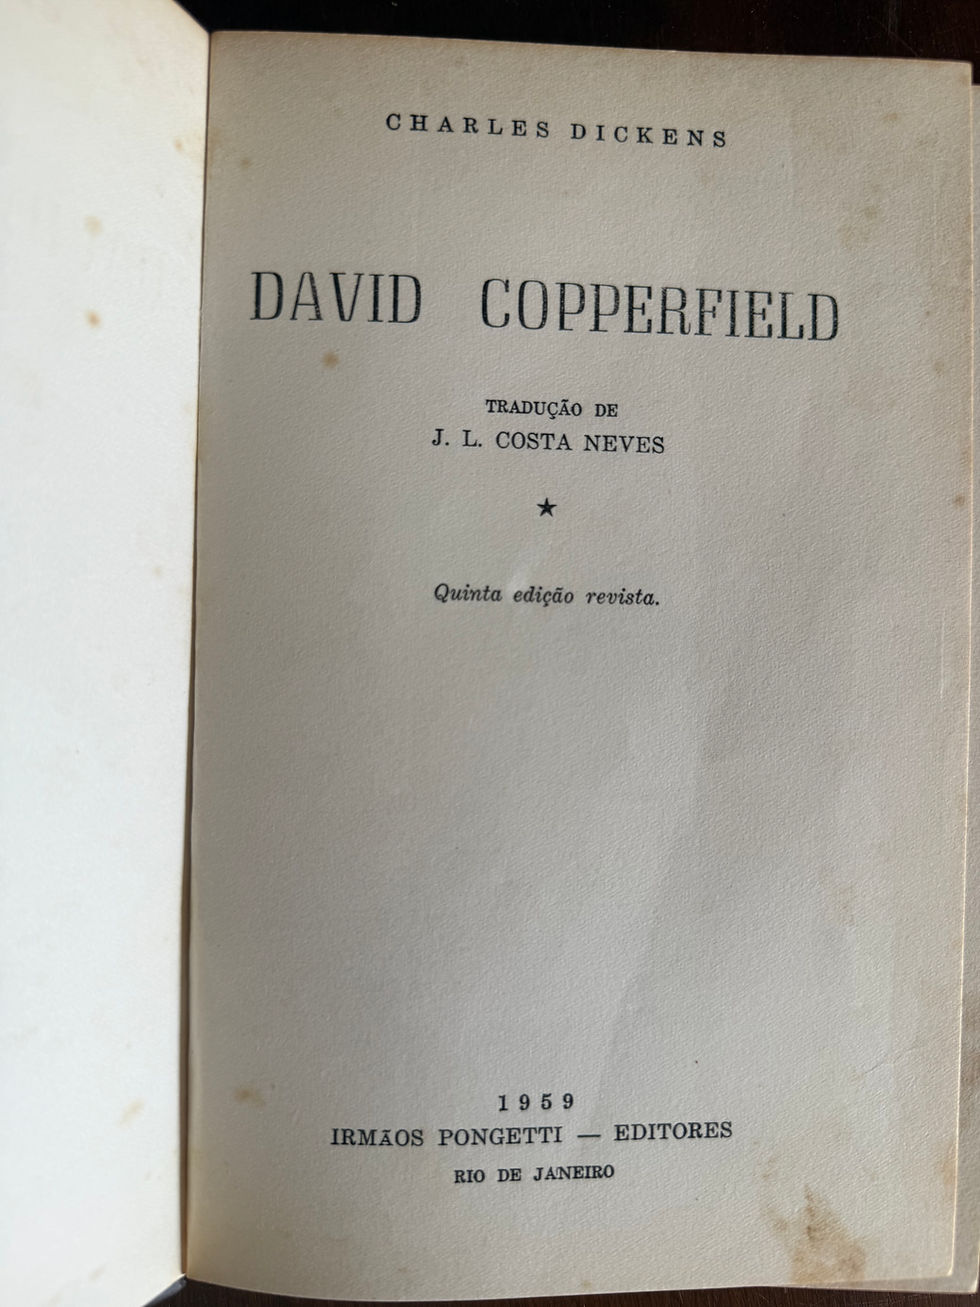 CHARLES DICKENS
DAVID COPPERFIELD
TRADUÇÃO DE
J. L. COSTA NEVES
★
Quinta edição revista.
1959
IRMÃOS PONGETTI — EDITORES
RIO DE JANEIRO